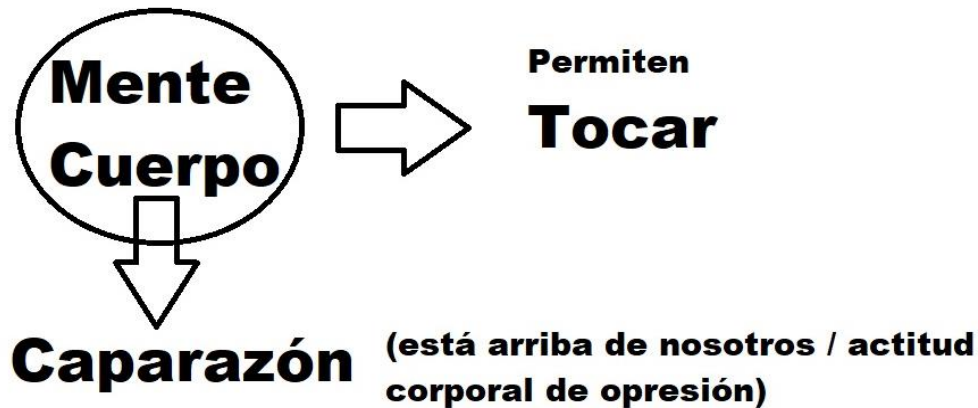 Mente
Cuerpo
Permiten
Tocar
Caparazón
(está arriba de nosotros / actitud
corporal de opresión)